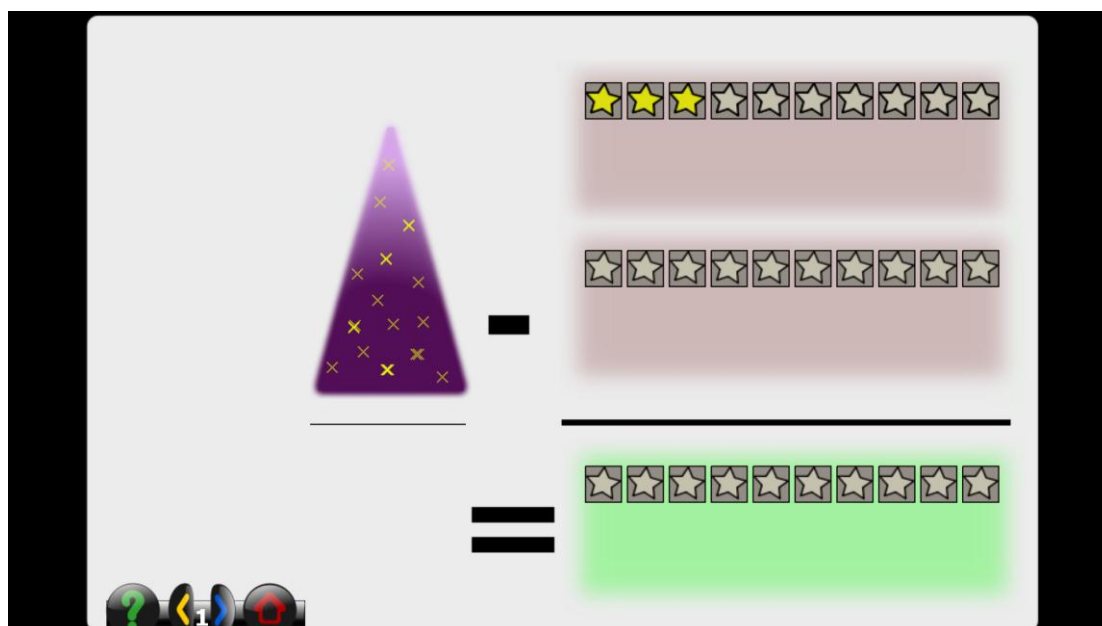 -
=
?
1